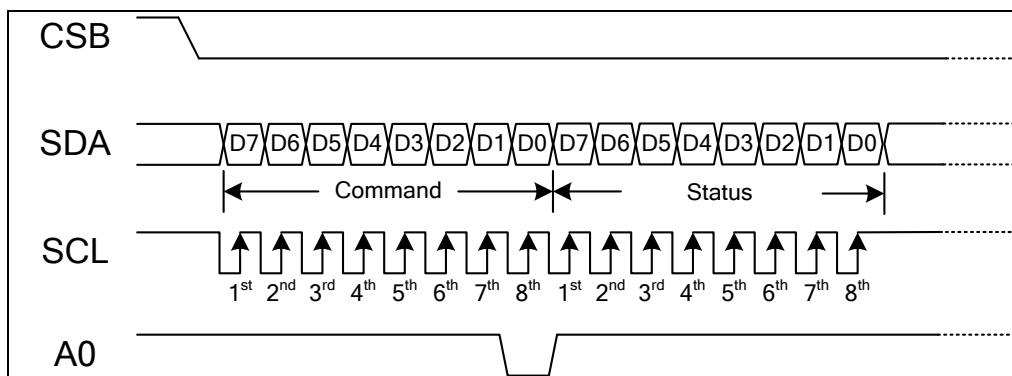 CSB
SDA D7 D6 D5 D4 D3 D2 D1 D0 D7 D6 D5 D4 D3 D2 D1 D0
Command Status
SCL
1st 2nd 3rd 4th 5th 6th 7th 8th 1st 2nd 3rd 4th 5th 6th 7th 8th
A0